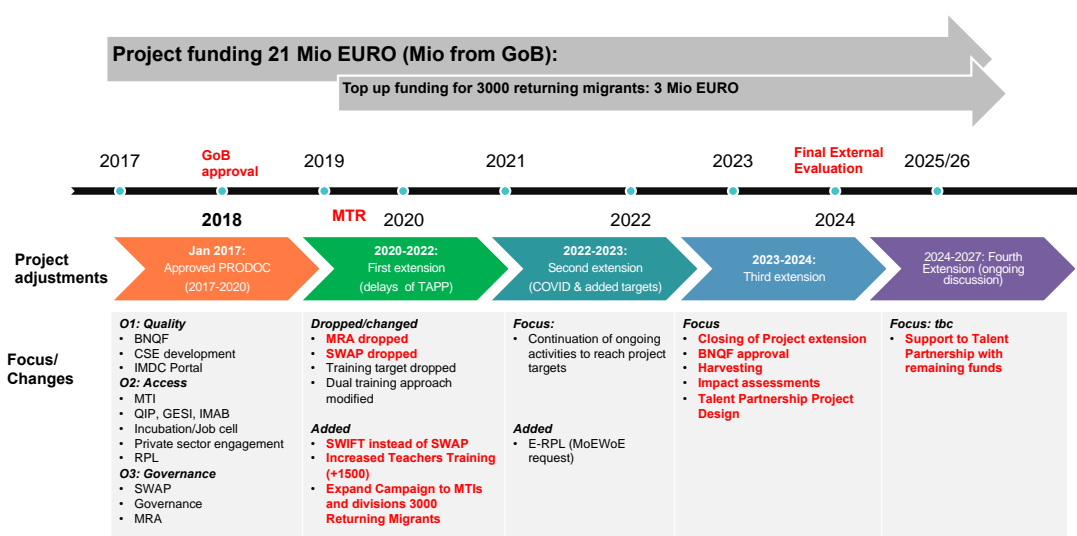 Project funding 21 Mio EURO (Mio from GoB):
Top up funding for 3000 returning migrants: 3 Mio EURO
2017
GoB
approval
2019
2021
2023
Final External
Evaluation
2025/26
2018
MTR
2020
2022
2024
Project
adjustments
Jan 2017:
Approved PRODOC
(2017-2020)
2020-2022:
First extension
(delays of TAPP)
2022-2023:
Second extension
(COVID & added targets)
2023-2024:
Third extension
2024-2027: Fourth
Extension (ongoing
discussion)
Focus/
Changes
O1: Quality
• BNQF
• CSE development
• IMDC Portal
O2: Access
• MTI
• QIP, GESI, IMAB
• Incubation/Job cell
• Private sector engagement
• RPL
O3: Governance
• SWAP
• Governance
• MRA
Dropped/changed
• MRA dropped
• SWAP dropped
• Training target dropped
• Dual training approach
modified
Added
• SWIFT instead of SWAP
• Increased Teachers Training
(+1500)
• Expand Campaign to MTIs
and divisions 3000
Returning Migrants
Focus:
• Continuation of ongoing
activities to reach project
targets
Added
• E-RPL (MoEWoE
request)
Focus
• Closing of Project extension
• BNQF approval
• Harvesting
• Impact assessments
• Talent Partnership Project
Design
Focus: tbc
• Support to Talent
Partnership with
remaining funds